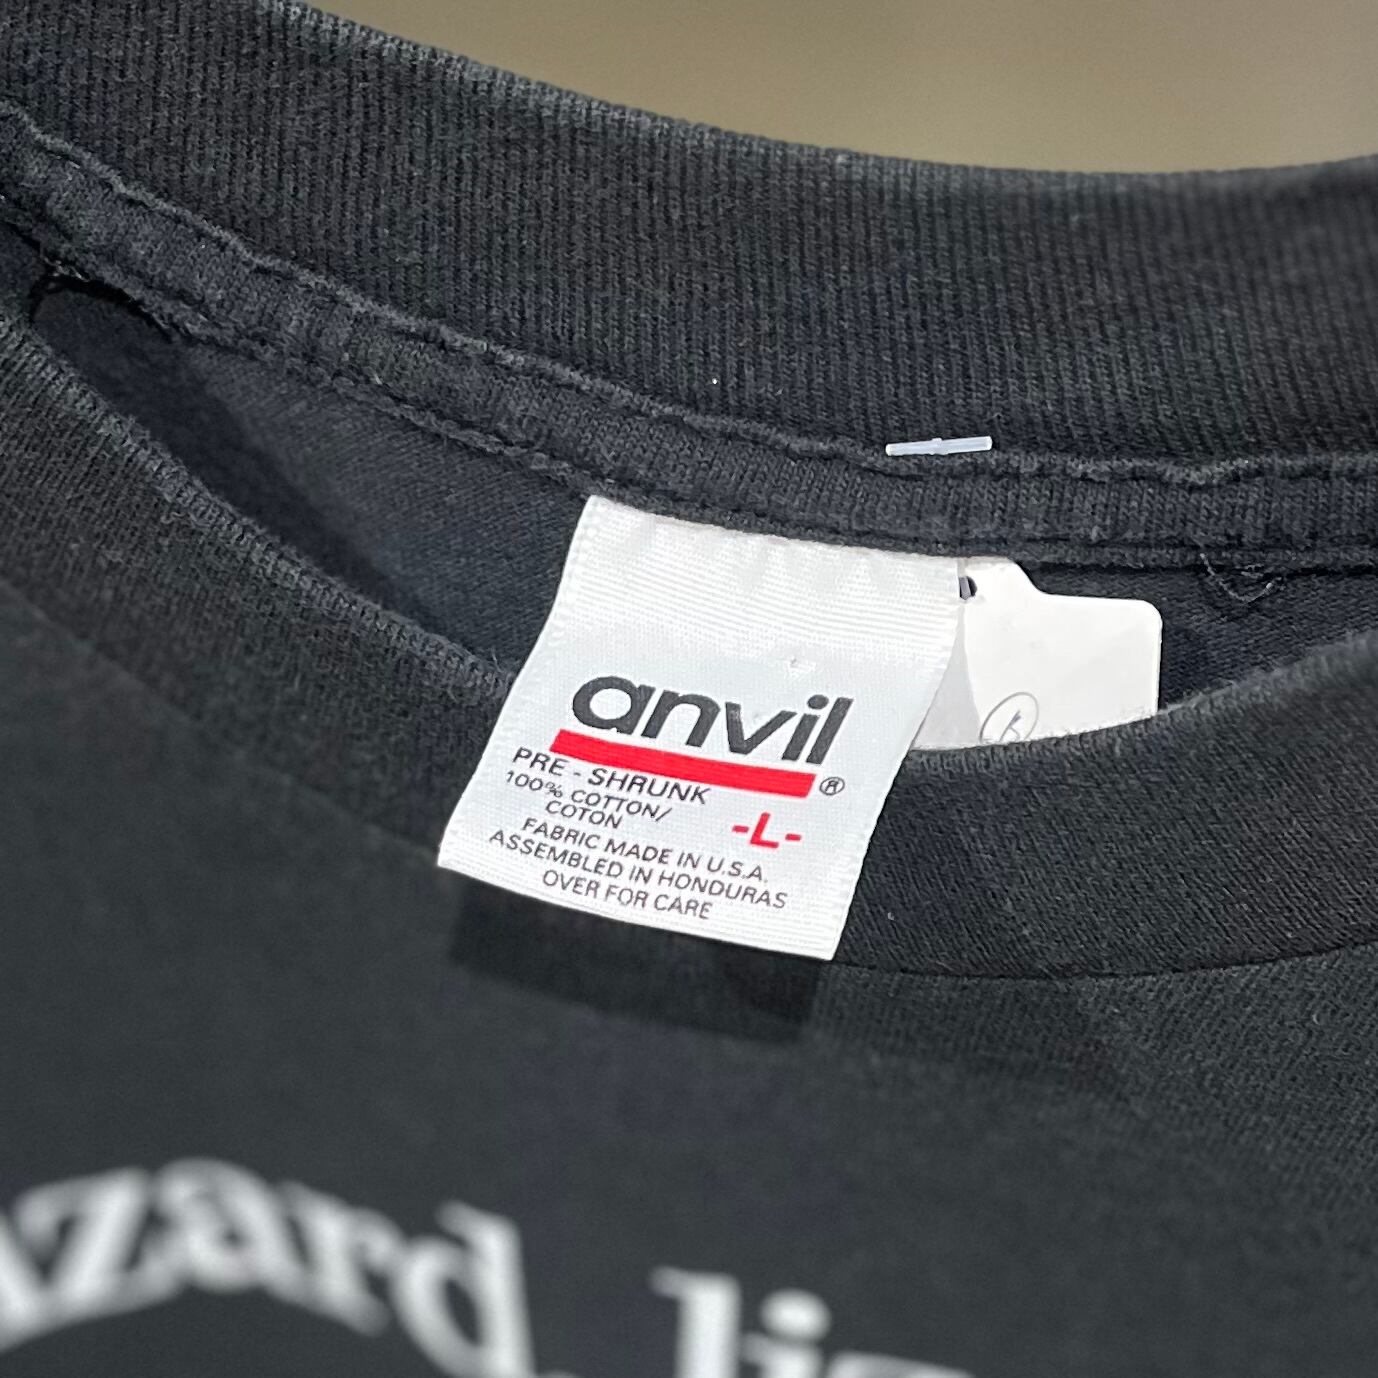 anvil®
PRE - SHRUNK
100% COTTON/
COTON
-L-
FABRIC MADE IN U.S.A.
ASSEMBLED IN HONDURAS
OVER FOR CARE